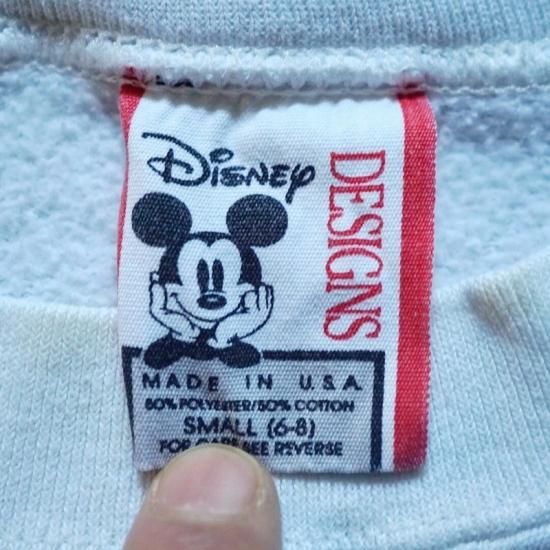 Disney
DESIGNS
MADE IN U.S.A.
50% POLYESTER/50% COTTON
SMALL (6-8)
FOR CARE SEE REVERSE